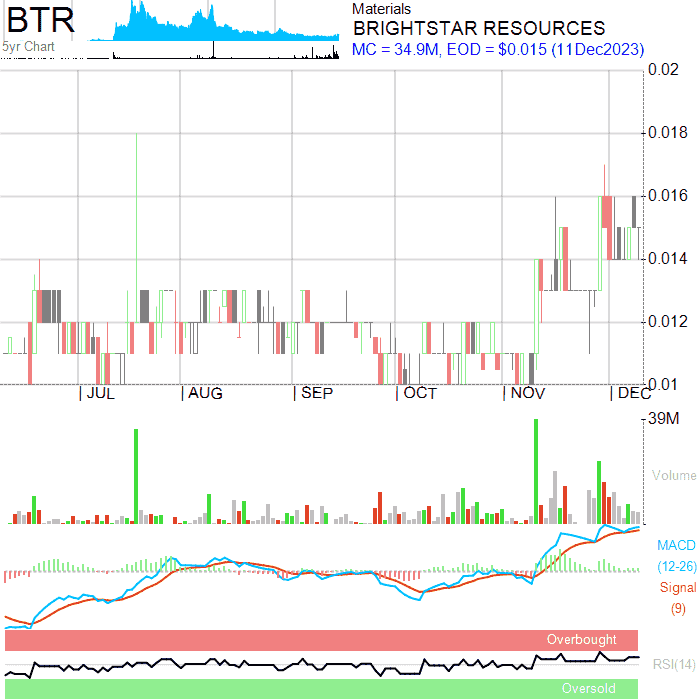 BTR
5yr Chart
Materials
BRIGHTSTAR RESOURCES
MC = 34.9M, EOD = $0.015 (11Dec2023)
0.02
0.018
0.016
0.014
0.012
0.01
| JUL | AUG | SEP | OCT | NOV | DEC
39M
Volume
MACD
(12-26)
Signal
(9)
Overbought
RSI(14)
Oversold